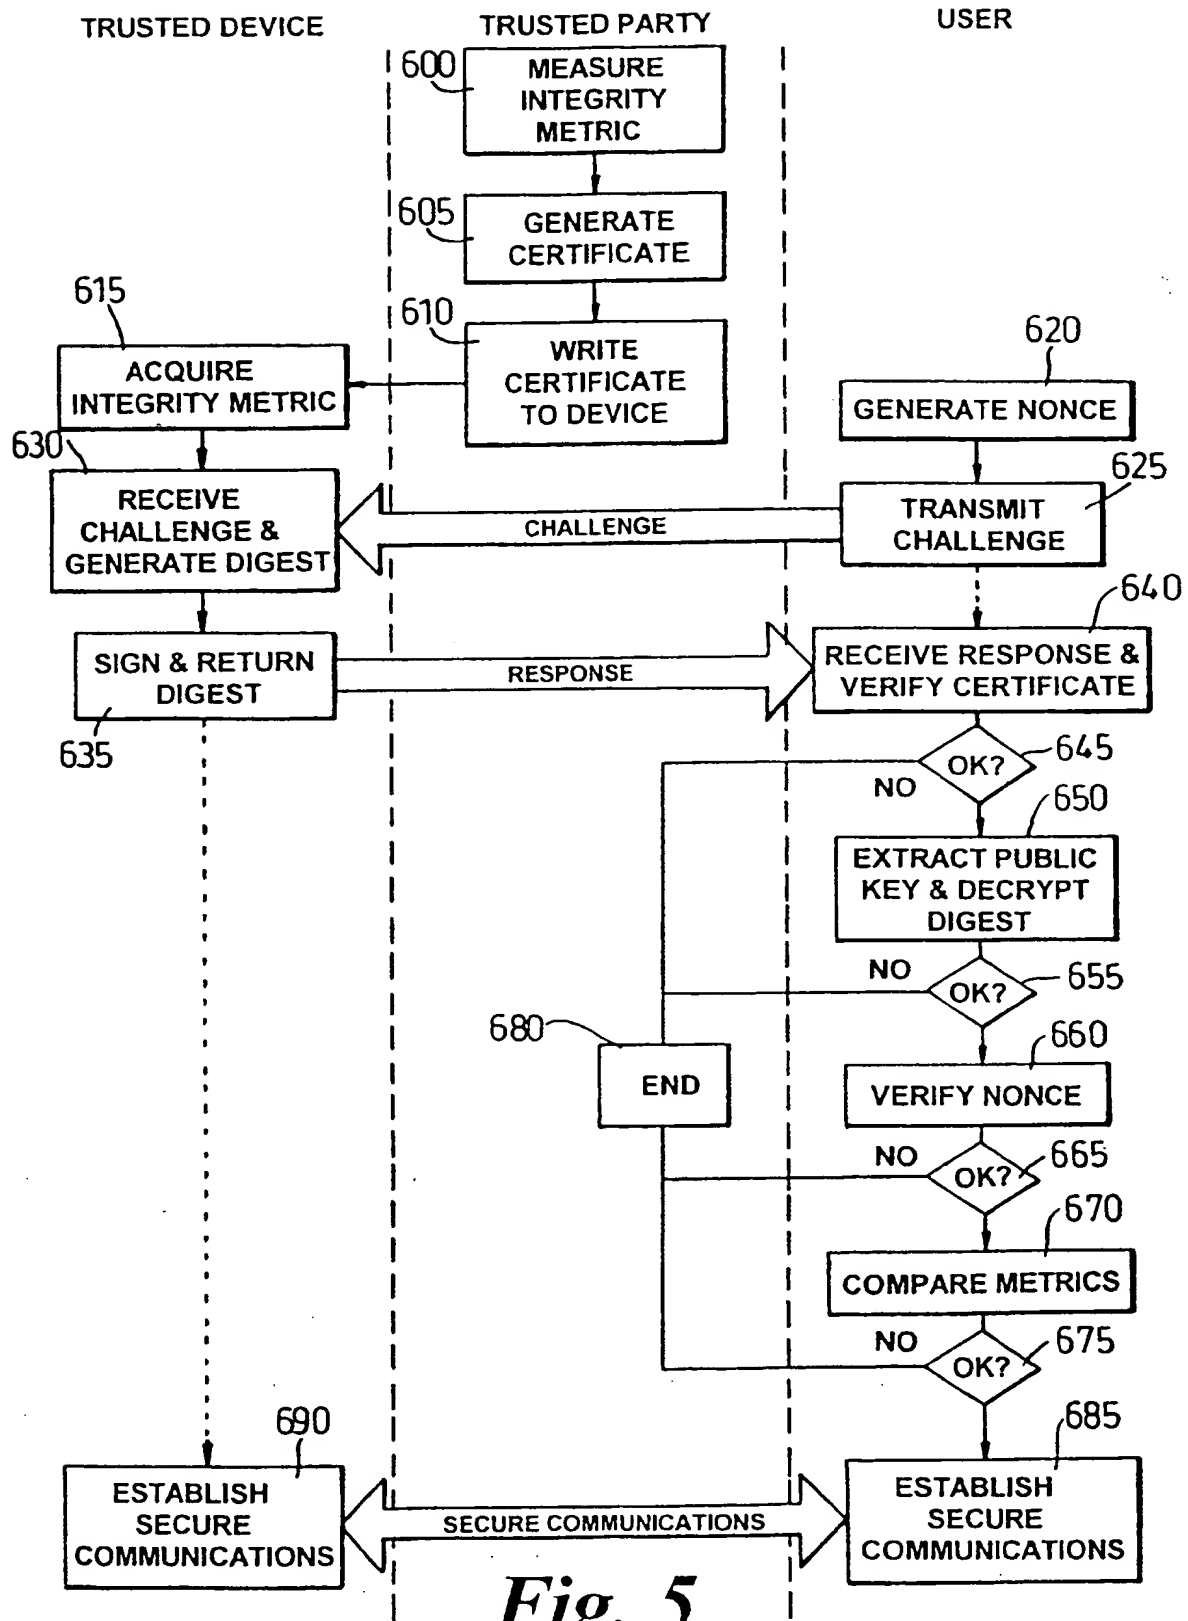 TRUSTED DEVICE
TRUSTED PARTY
USER
600
MEASURE
INTEGRITY
METRIC
605
GENERATE
CERTIFICATE
610
WRITE
CERTIFICATE
TO DEVICE
615
ACQUIRE
INTEGRITY METRIC
620
GENERATE NONCE
630
RECEIVE
CHALLENGE &
GENERATE DIGEST
CHALLENGE
625
TRANSMIT
CHALLENGE
640
SIGN & RETURN
DIGEST
635
RESPONSE
RECEIVE RESPONSE &
VERIFY CERTIFICATE
OK?
645
NO
650
EXTRACT PUBLIC
KEY & DECRYPT
DIGEST
NO
OK?
655
680
END
660
VERIFY NONCE
NO
OK?
665
670
COMPARE METRICS
NO
OK?
675
690
ESTABLISH
SECURE
COMMUNICATIONS
SECURE COMMUNICATIONS
685
ESTABLISH
SECURE
COMMUNICATIONS
Fig. 5